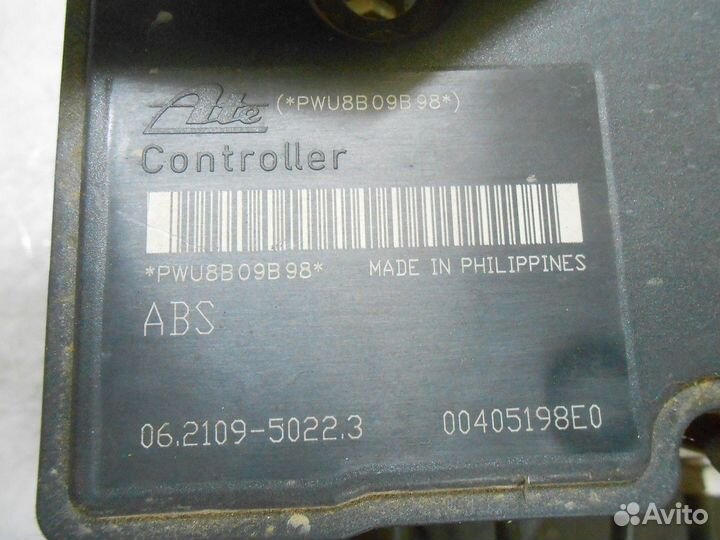 Ate (*PWU8B09B98*)
Controller
*PWU8B09B98* MADE IN PHILIPPINES
ABS
06.2109-5022.3 00405198E0
Avito